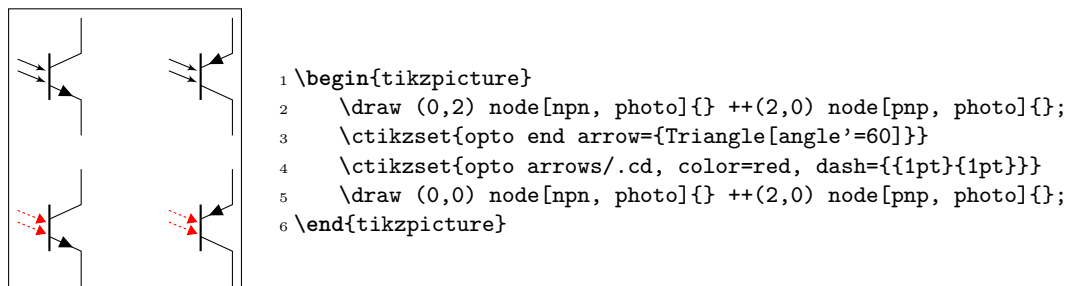 1 \begin{tikzpicture}
2     \draw (0,2) node[npn, photo]{} ++(2,0) node[pnp, photo]{};
3     \ctikzset{opto end arrow={Triangle[angle’=60]}}
4     \ctikzset{opto arrows/.cd, color=red, dash={{1pt}{1pt}}}
5     \draw (0,0) node[npn, photo]{} ++(2,0) node[pnp, photo]{};
6 \end{tikzpicture}